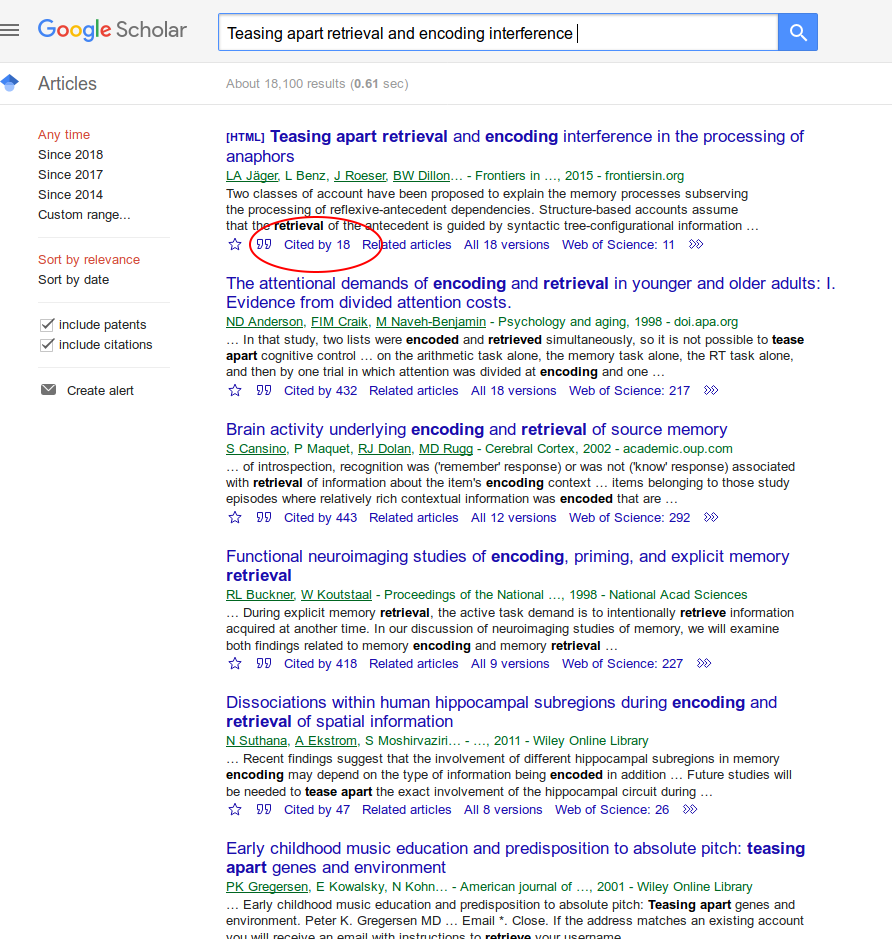 Google Scholar
Teasing apart retrieval and encoding interference
Articles
About 18,100 results (0.61 sec)
Any time
Since 2018
Since 2017
Since 2014
Custom range...
Sort by relevance
Sort by date
include patents
include citations
Create alert
[HTML] Teasing apart retrieval and encoding interference in the processing of
anaphors
LA Jäger, L Benz, J Roeser, BW Dillon… - Frontiers in …, 2015 - frontiersin.org
Two classes of account have been proposed to explain the memory processes subserving
the processing of reflexive-antecedent dependencies. Structure-based accounts assume
that the retrieval of the antecedent is guided by syntactic tree-configurational information …
Cited by 18 Related articles All 18 versions Web of Science: 11
The attentional demands of encoding and retrieval in younger and older adults: I.
Evidence from divided attention costs.
ND Anderson, FIM Craik, M Naveh-Benjamin - Psychology and aging, 1998 - doi.apa.org
… In that study, two lists were encoded and retrieved simultaneously, so it is not possible to tease
apart cognitive control … on the arithmetic task alone, the memory task alone, the RT task alone,
and then by one trial in which attention was divided at encoding and one …
Cited by 432 Related articles All 18 versions Web of Science: 217
Brain activity underlying encoding and retrieval of source memory
S Cansino, P Maquet, RJ Dolan, MD Rugg - Cerebral Cortex, 2002 - academic.oup.com
… of introspection, recognition was ('remember' response) or was not ('know' response) associated
with retrieval of information about the item's encoding context … items belonging to those study
episodes where relatively rich contextual information was encoded that are …
Cited by 443 Related articles All 12 versions Web of Science: 292
Functional neuroimaging studies of encoding, priming, and explicit memory
retrieval
RL Buckner, W Koutstaal - Proceedings of the National …, 1998 - National Acad Sciences
… During explicit memory retrieval, the active task demand is to intentionally retrieve information
acquired at another time. In our discussion of neuroimaging studies of memory, we will examine
both findings related to memory encoding and memory retrieval …
Cited by 418 Related articles All 9 versions Web of Science: 227
Dissociations within human hippocampal subregions during encoding and
retrieval of spatial information
N Suthana, A Ekstrom, S Moshirvaziri… - …, 2011 - Wiley Online Library
… Recent findings suggest that the involvement of different hippocampal subregions in memory
encoding may depend on the type of information being encoded in addition … Future studies will
be needed to tease apart the exact involvement of the hippocampal circuit during …
Cited by 47 Related articles All 8 versions Web of Science: 26
Early childhood music education and predisposition to absolute pitch: teasing
apart genes and environment
PK Gregersen, E Kowalsky, N Kohn… - American journal of …, 2001 - Wiley Online Library
… Early childhood music education and predisposition to absolute pitch: Teasing apart genes and
environment. Peter K. Gregersen MD … Email *. Close. If the address matches an existing account
you will receive an email with instructions to retrieve your username